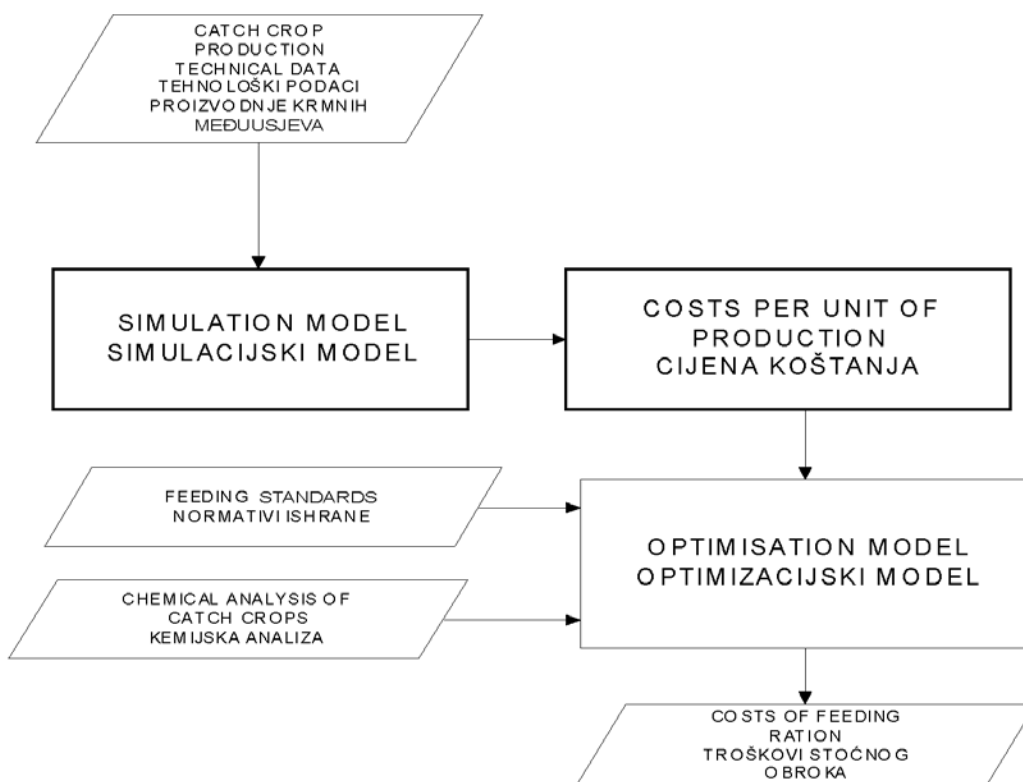 CATCH CROP
PRODUCTION
TECHNICAL DATA
TEHNOLOŠKI PODACI
PROIZVODNJE KRMNIH
MEĐUUSJEVA
SIMULATION MODEL
SIMULACIJSKI MODEL
COSTS PER UNIT OF
PRODUCTION
CIJENA KOŠTANJA
FEEDING STANDARDS
NORMATIVI ISHRANE
OPTIMISATION MODEL
OPTIMIZACIJSKI MODEL
CHEMICAL ANALYSIS OF
CATCH CROPS
KEMIJSKA ANALIZA
COSTS OF FEEDING
RATION
TROŠKOVI STOĆNOG
OBROKA